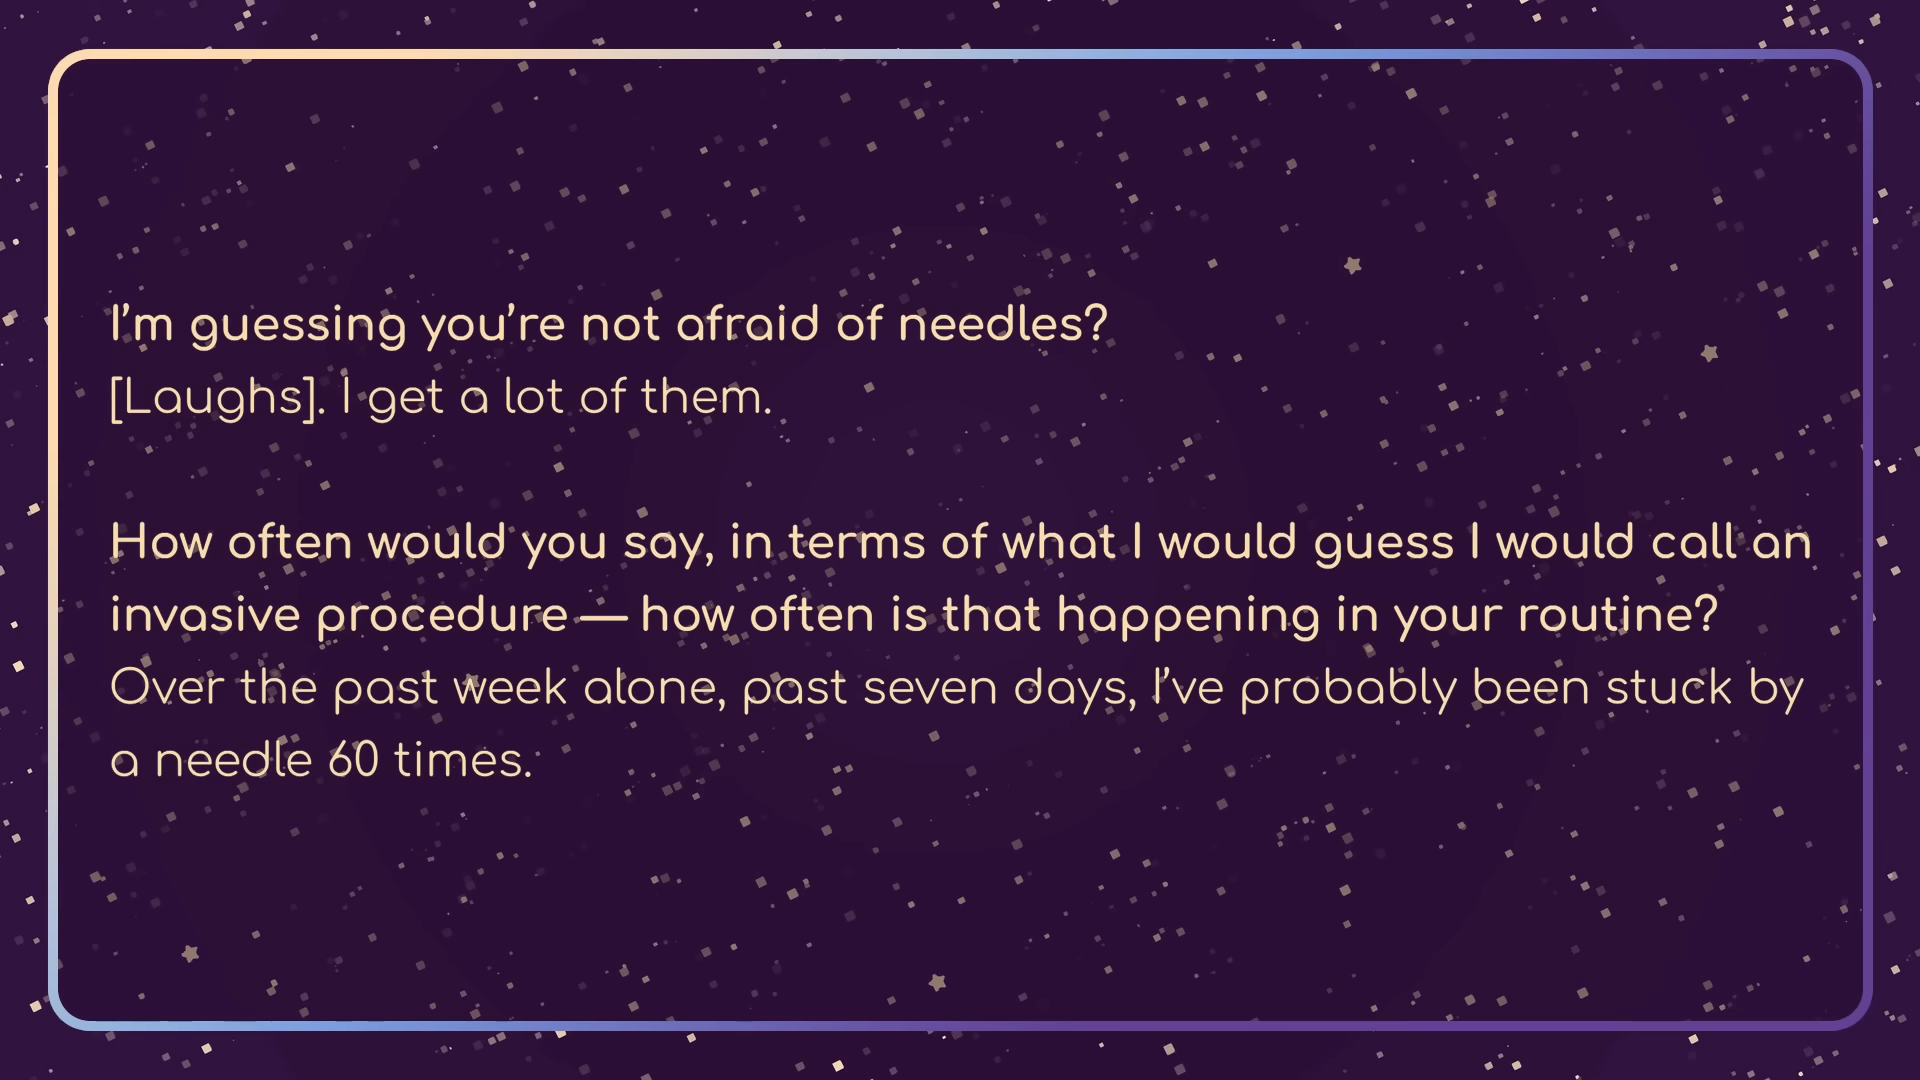 I’m guessing you’re not afraid of needles?
[Laughs]. I get a lot of them.
How often would you say, in terms of what I would guess I would call an
invasive procedure — how often is that happening in your routine?
Over the past week alone, past seven days, I’ve probably been stuck by
a needle 60 times.